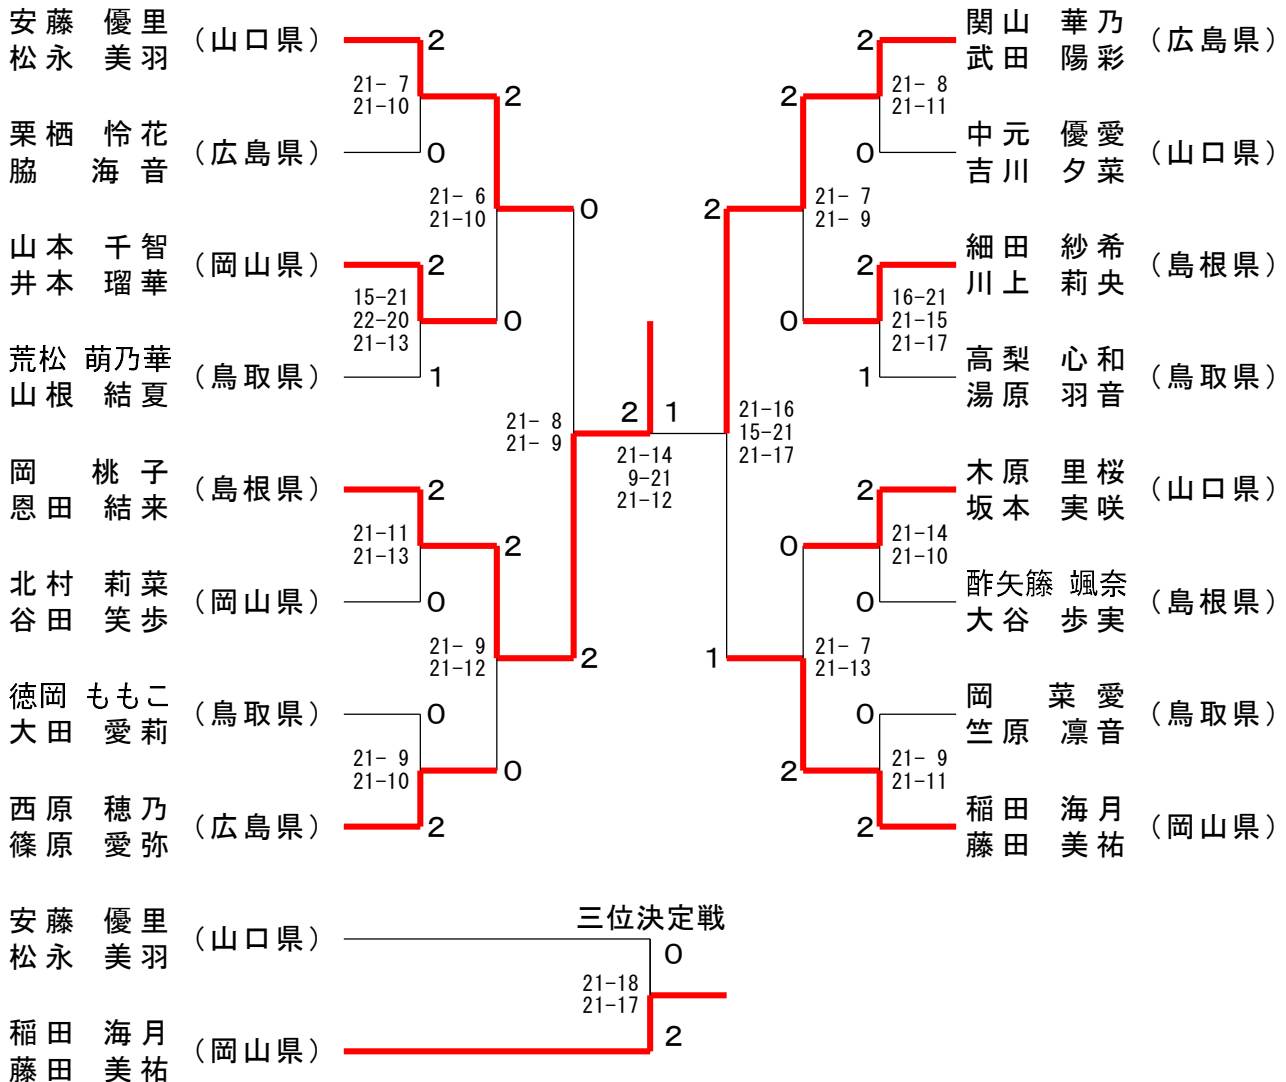 安藤 優里
松永 美羽
（山口県）
2
21- 7
21-10
2
栗栖 怜花
脇 海音
（広島県）
0
21- 6
21-10
0
山本 千智
井本 瑠華
（岡山県）
2
15-21
22-20
21-13
0
荒松 萌乃華
山根 結夏
（鳥取県）
1
21- 8
21- 9
岡 桃子
恩田 結来
（島根県）
2
21-11
21-13
2
北村 莉菜
谷田 笑歩
（岡山県）
0
21- 9
21-12
2
徳岡 ももこ
大田 愛莉
（鳥取県）
0
21- 9
21-10
0
西原 穂乃
篠原 愛弥
（広島県）
2
2 1
21-14
9-21
21-12
関山 華乃
武田 陽彩
（広島県）
2
21- 8
21-11
2
中元 優愛
吉川 夕菜
（山口県）
0
21- 7
21- 9
2
細田 紗希
川上 莉央
（島根県）
2
16-21
21-15
21-17
0
高梨 心和
湯原 羽音
（鳥取県）
1
21-16
15-21
21-17
木原 里桜
坂本 実咲
（山口県）
2
21-14
21-10
0
酢矢籐 颯奈
大谷 歩実
（島根県）
0
21- 7
21-13
1
岡 菜愛
竺原 凛音
（鳥取県）
0
21- 9
21-11
2
稲田 海月
藤田 美祐
（岡山県）
2
三位決定戦
安藤 優里
松永 美羽
（山口県）
0
21-18
21-17
稲田 海月
藤田 美祐
（岡山県）
2